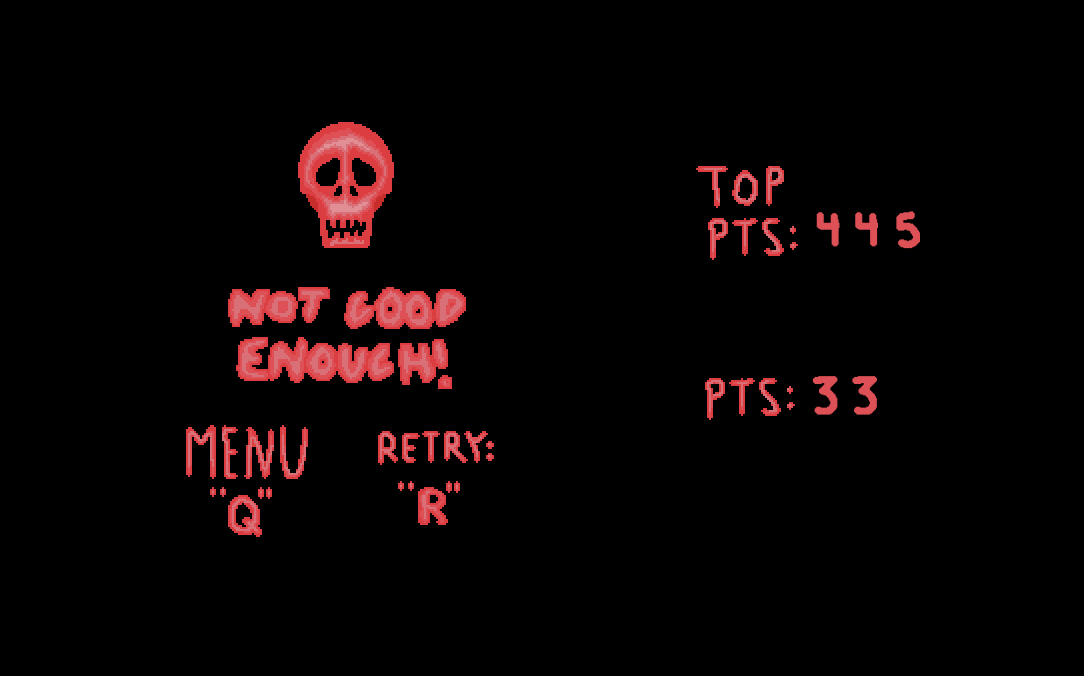 NOT GOOD
ENOUGH!
MENU
"Q"
RETRY:
"R"
TOP
PTS: 445
PTS: 33